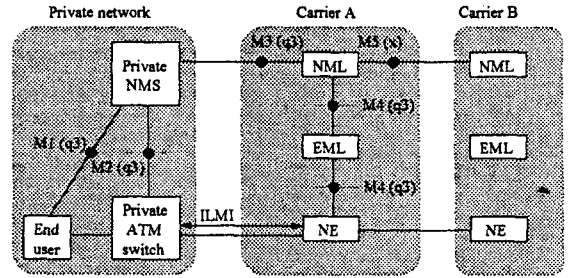 Private network
Carrier A
Carrier B
M3 (q3)
M5 (x)
Private
NMS
NML
NML
M4 (q3)
M1 (q3)
M2 (q3)
EML
EML
M4 (q3)
ILMI
End
user
Private
ATM
switch
NE
NE